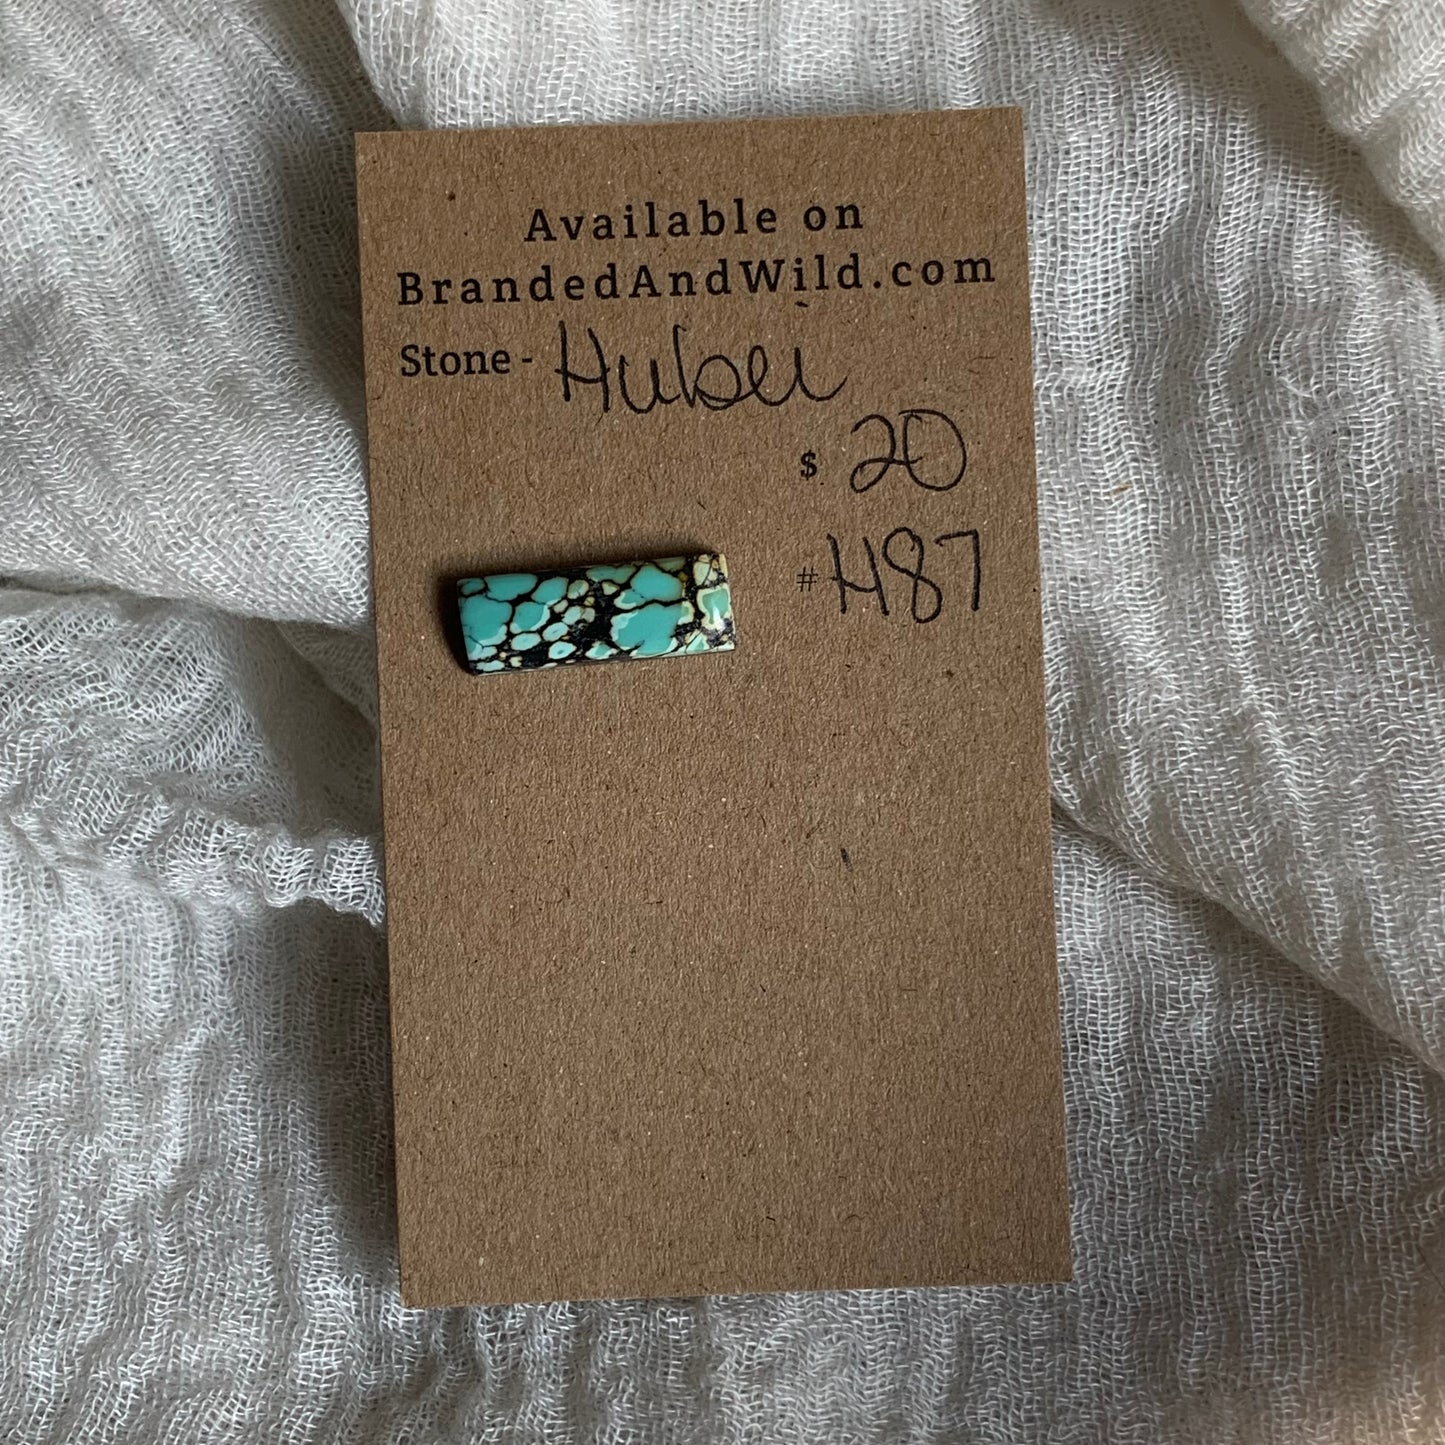 Available on
BrandedAndWild.com
Stone - Hubei
$ 20
# H87